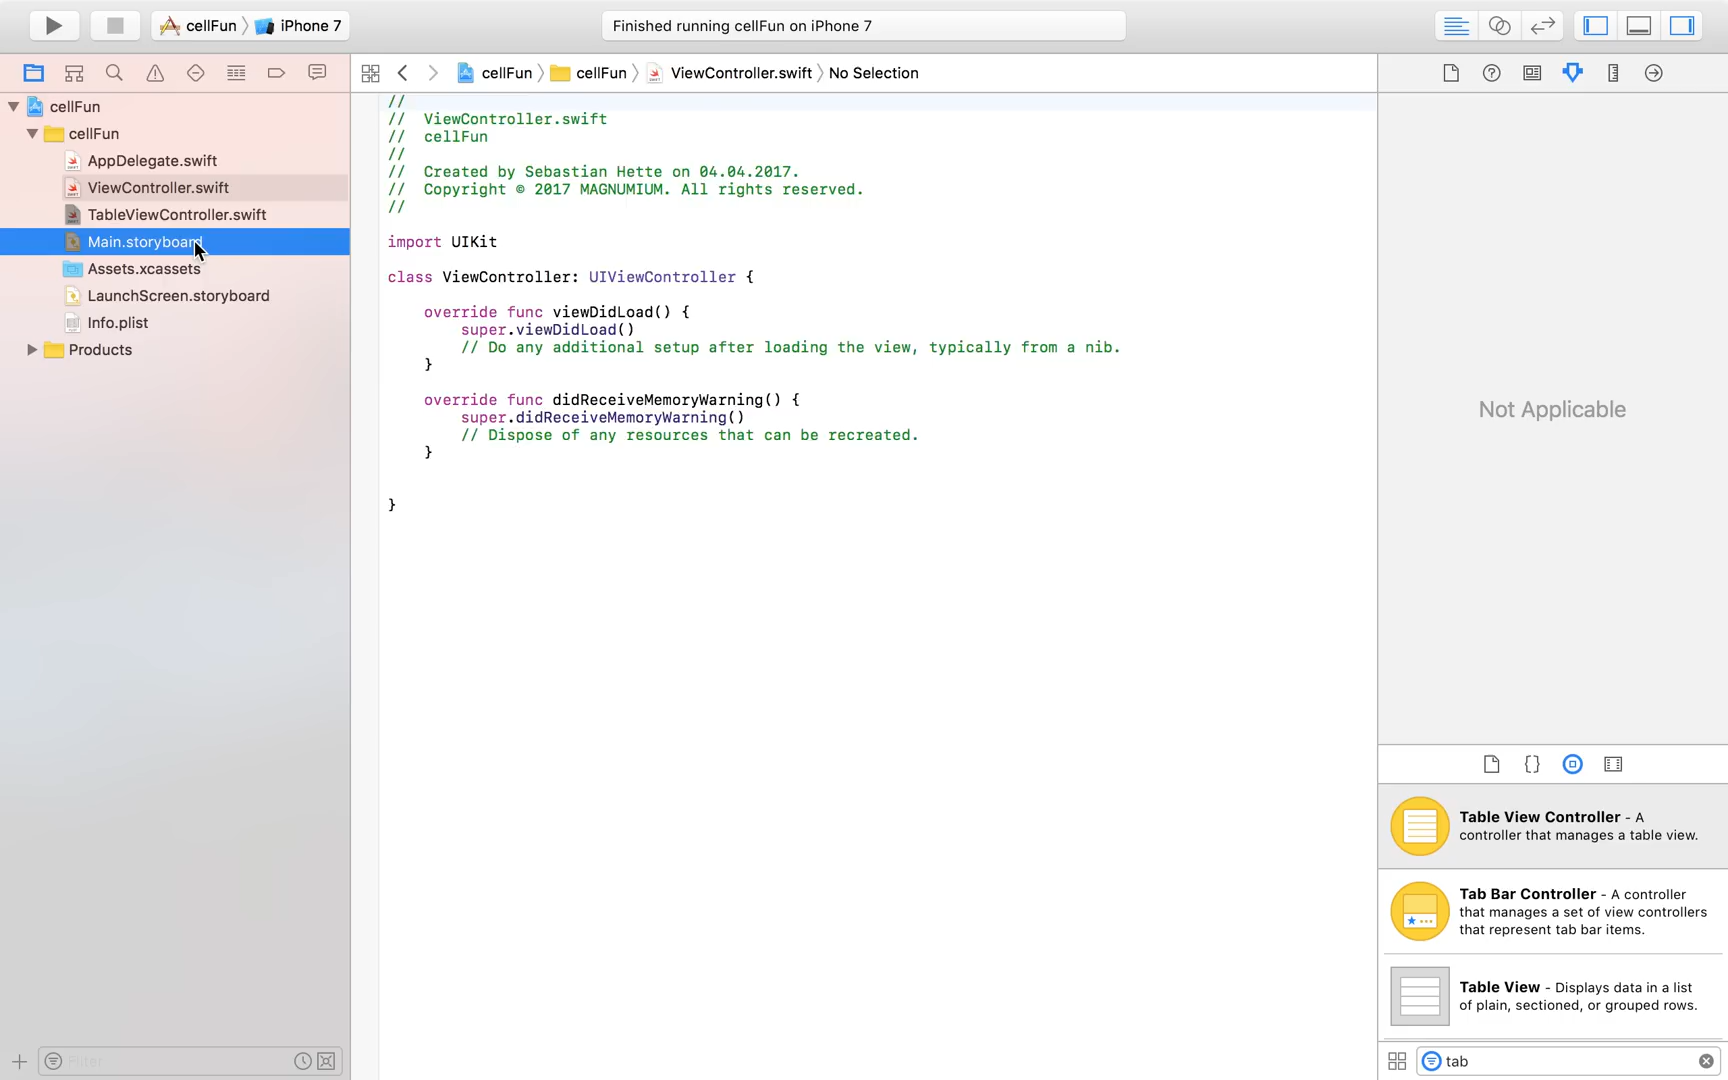 cellFun iPhone 7
Finished running cellFun on iPhone 7
cellFun cellFun ViewController.swift No Selection
cellFun
cellFun
AppDelegate.swift
ViewController.swift
TableViewController.swift
Main.storyboard
Assets.xcassets
LaunchScreen.storyboard
Info.plist
Products
Filter
//
// ViewController.swift
// cellFun
//
// Created by Sebastian Hette on 04.04.2017.
// Copyright © 2017 MAGNUMIUM. All rights reserved.
//
import UIKit
class ViewController: UIViewController {
override func viewDidLoad() {
super.viewDidLoad()
// Do any additional setup after loading the view, typically from a nib.
}
override func didReceiveMemoryWarning() {
super.didReceiveMemoryWarning()
// Dispose of any resources that can be recreated.
}
}
Not Applicable
{}
Table View Controller - A
controller that manages a table view.
Tab Bar Controller - A controller
that manages a set of view controllers
that represent tab bar items.
Table View - Displays data in a list
of plain, sectioned, or grouped rows.
tab